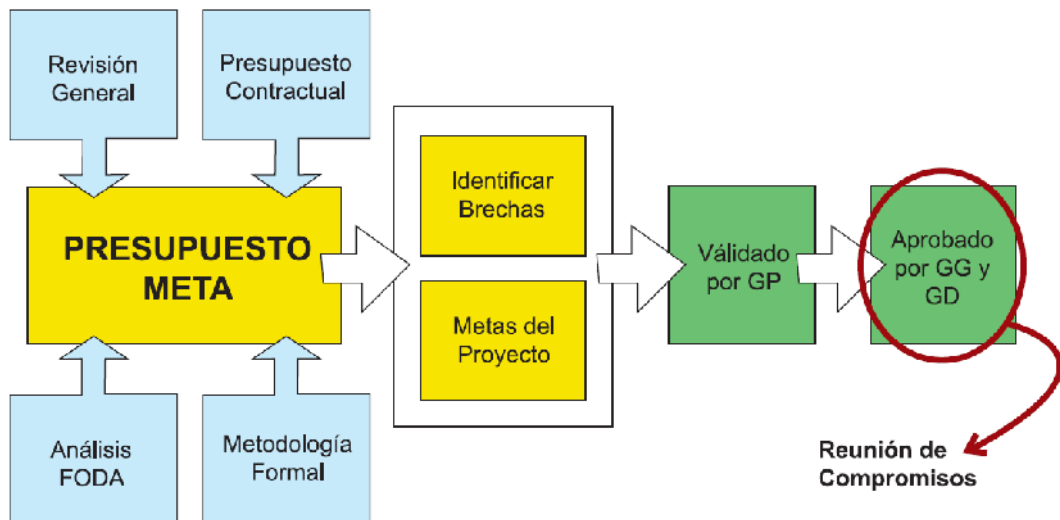 Revisión
General
Presupuesto
Contractual
PRESUPUESTO
META
Análisis
FODA
Metodología
Formal
Identificar
Brechas
Metas del
Proyecto
Válidado
por GP
Aprobado
por GG y
GD
Reunión de
Compromisos